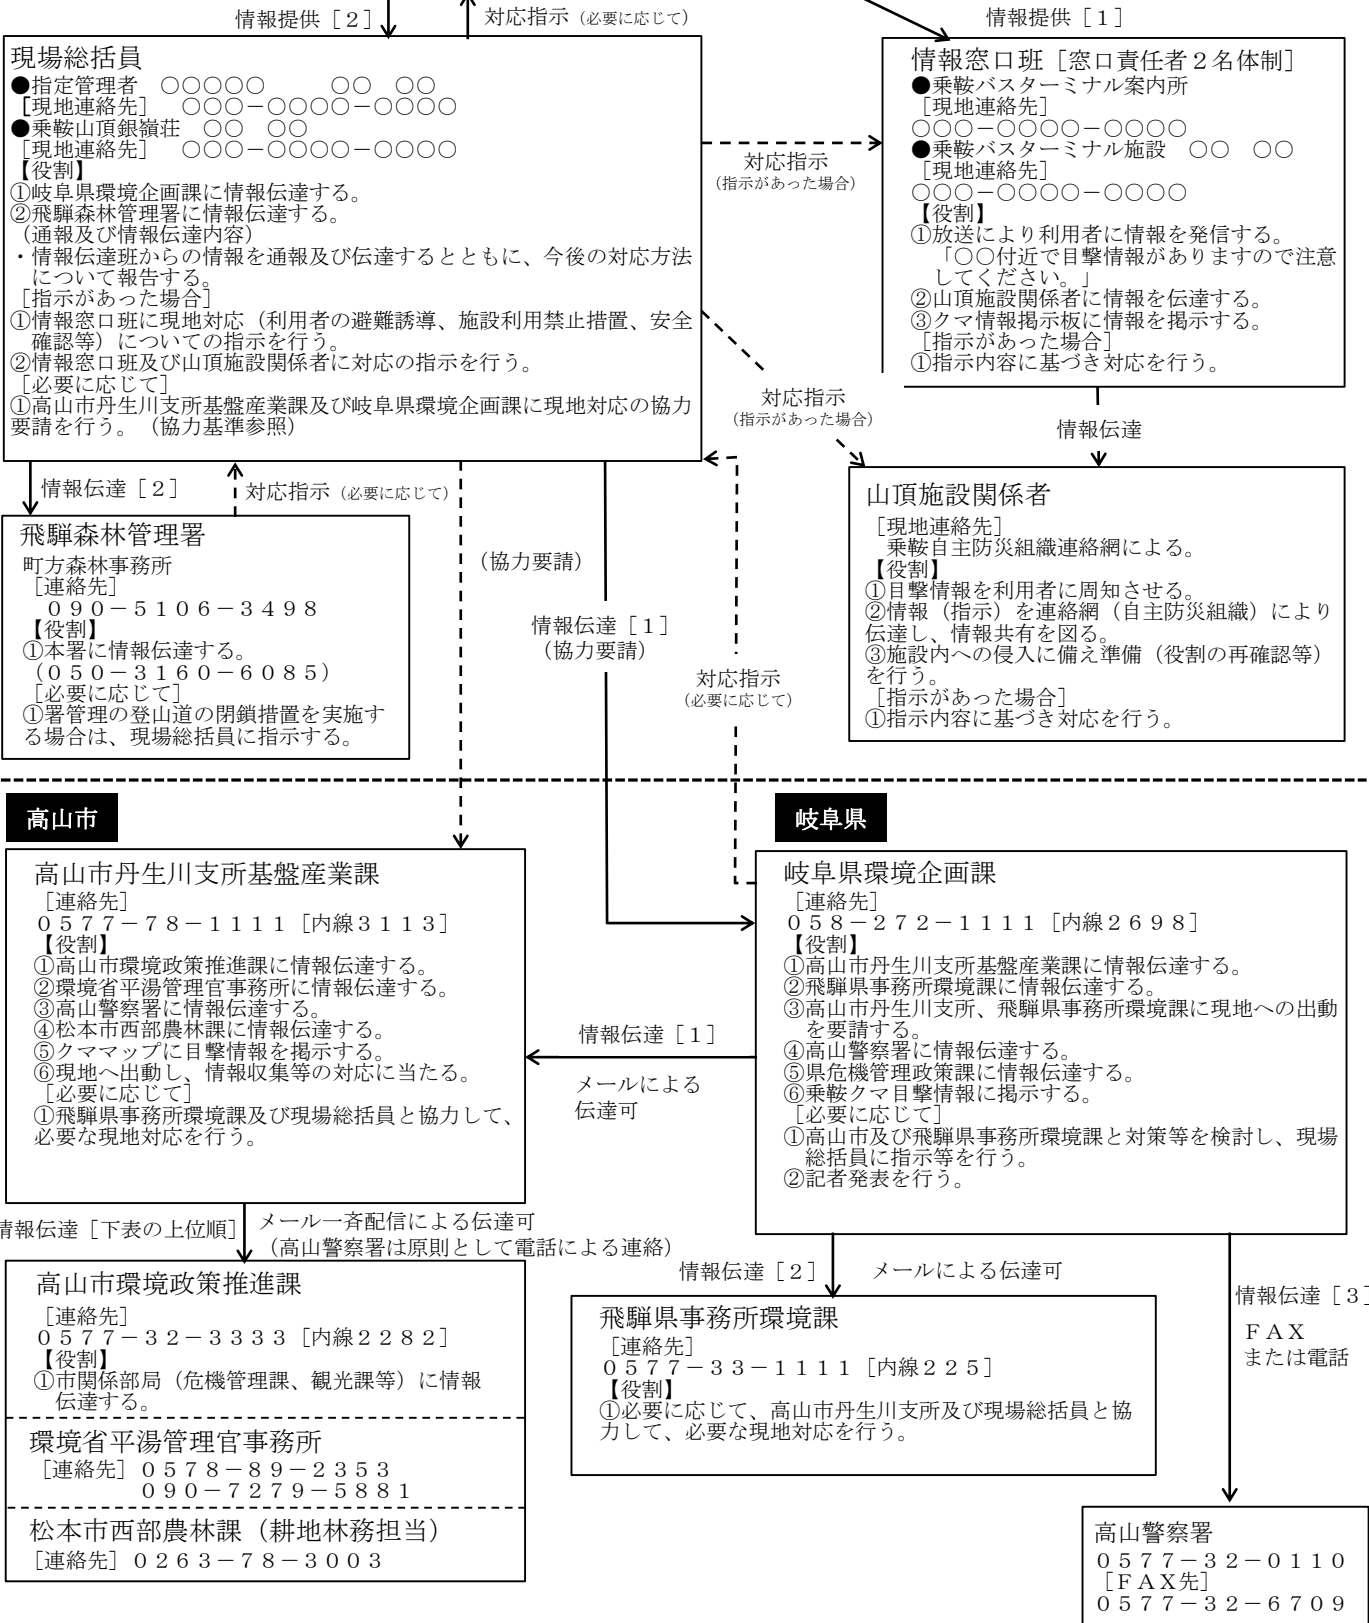 情報提供［２］
対応指示（必要に応じて）
情報提供［１］
現場総括員
●指定管理者　○○○○○　　　○○　○○
［現地連絡先］　○○○－○○○○－○○○○
●乗鞍山頂銀嶺荘　○○　○○
［現地連絡先］　○○○－○○○○－○○○○
【役割】
①岐阜県環境企画課に情報伝達する。
②飛騨森林管理署に情報伝達する。
（通報及び情報伝達内容）
・情報伝達班からの情報を通報及び伝達するとともに、今後の対応方法
について報告する。
［指示があった場合］
①情報窓口班に現地対応（利用者の避難誘導、施設利用禁止措置、安全
確認等）についての指示を行う。
②情報窓口班及び山頂施設関係者に対応の指示を行う。
［必要に応じて］
①高山市丹生川支所基盤産業課及び岐阜県環境企画課に現地対応の協力
要請を行う。（協力基準参照）
対応指示
（指示があった場合）
情報窓口班［窓口責任者２名体制］
●乗鞍バスターミナル案内所
［現地連絡先］
○○○－○○○○－○○○○
●乗鞍バスターミナル施設　○○　○○
［現地連絡先］
○○○－○○○○－○○○○
【役割】
①放送により利用者に情報を発信する。
「○○付近で目撃情報がありますので注意
してください。」
②山頂施設関係者に情報を伝達する。
③クマ情報掲示板に情報を掲示する。
［指示があった場合］
①指示内容に基づき対応を行う。
対応指示
（指示があった場合）
情報伝達
情報伝達［２］
対応指示（必要に応じて）
飛騨森林管理署
町方森林事務所
［連絡先］
０９０－５１０６－３４９８
【役割】
①本署に情報伝達する。
（０５０－３１６０－６０８５）
［必要に応じて］
①署管理の登山道の閉鎖措置を実施す
る場合は、現場総括員に指示する。
（協力要請）
情報伝達［１］
（協力要請）
対応指示
（必要に応じて）
山頂施設関係者
［現地連絡先］
乗鞍自主防災組織連絡網による。
【役割】
①目撃情報を利用者に周知させる。
②情報（指示）を連絡網（自主防災組織）により
伝達し、情報共有を図る。
③施設内への侵入に備え準備（役割の再確認等）
を行う。
［指示があった場合］
①指示内容に基づき対応を行う。
高山市
岐阜県
高山市丹生川支所基盤産業課
［連絡先］
０５７７－７８－１１１１［内線３１１３］
【役割】
①高山市環境政策推進課に情報伝達する。
②環境省平湯管理官事務所に情報伝達する。
③高山警察署に情報伝達する。
④松本市西部農林課に情報伝達する。
⑤クママップに目撃情報を掲示する。
⑥現地へ出動し、情報収集等の対応に当たる。
［必要に応じて］
①飛騨県事務所環境課及び現場総括員と協力して、
必要な現地対応を行う。
情報伝達［１］
メールによる
伝達可
岐阜県環境企画課
［連絡先］
０５８－２７２－１１１１［内線２６９８］
【役割】
①高山市丹生川支所基盤産業課に情報伝達する。
②飛騨県事務所環境課に情報伝達する。
③高山市丹生川支所、飛騨県事務所環境課に現地への出動
を要請する。
④高山警察署に情報伝達する。
⑤県危機管理政策課に情報伝達する。
⑥乗鞍クマ目撃情報に掲示する。
［必要に応じて］
①高山市及び飛騨県事務所環境課と対策等を検討し、現場
総括員に指示等を行う。
②記者発表を行う。
情報伝達［下表の上位順］
メール一斉配信による伝達可
（高山警察署は原則として電話による連絡）
高山市環境政策推進課
［連絡先］
０５７７－３２－３３３３［内線２２８２］
【役割】
①市関係部局（危機管理課、観光課等）に情報
伝達する。
環境省平湯管理官事務所
［連絡先］０５７８－８９－２３５３
０９０－７２７９－５８８１
松本市西部農林課（耕地林務担当）
［連絡先］０２６３－７８－３００３
情報伝達［２］
メールによる伝達可
飛騨県事務所環境課
［連絡先］
０５７７－３３－１１１１［内線２２５］
【役割】
①必要に応じて、高山市丹生川支所及び現場総括員と協
力して、必要な現地対応を行う。
情報伝達［３］
ＦＡＸ
または電話
高山警察署
０５７７－３２－０１１０
［ＦＡＸ先］
０５７７－３２－６７０９